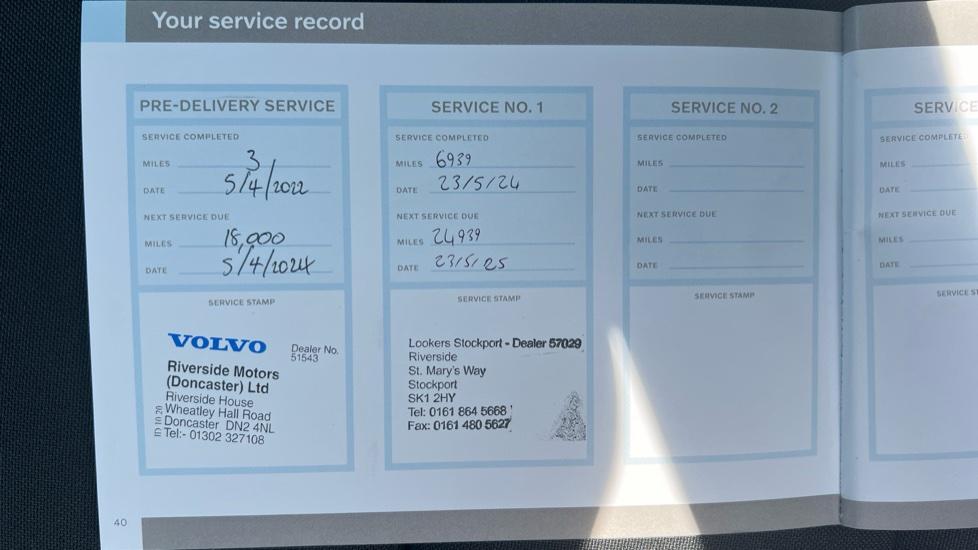 Your service record
PRE-DELIVERY SERVICE
SERVICE COMPLETED
MILES 3
DATE 5/4/2022
NEXT SERVICE DUE
MILES 18,000
DATE 5/4/2024
SERVICE STAMP
VOLVO Dealer No.
51543
Riverside Motors
(Doncaster) Ltd
Riverside House
Wheatley Hall Road
Doncaster DN2 4NL
Tel:- 01302 327108
SERVICE NO. 1
SERVICE COMPLETED
MILES 6939
DATE 23/5/24
NEXT SERVICE DUE
MILES 24939
DATE 23/5/25
SERVICE STAMP
Lookers Stockport - Dealer 57029
Riverside
St. Mary's Way
Stockport
SK1 2HY
Tel: 0161 864 5668
Fax: 0161 480 5627
SERVICE NO. 2
SERVICE COMPLETED
MILES
DATE
NEXT SERVICE DUE
MILES
DATE
SERVICE STAMP
SERVICE
SERVICE COMPLETE
MILES
DATE
NEXT SERVICE DUE
MILES
DATE
SERVICE ST
40